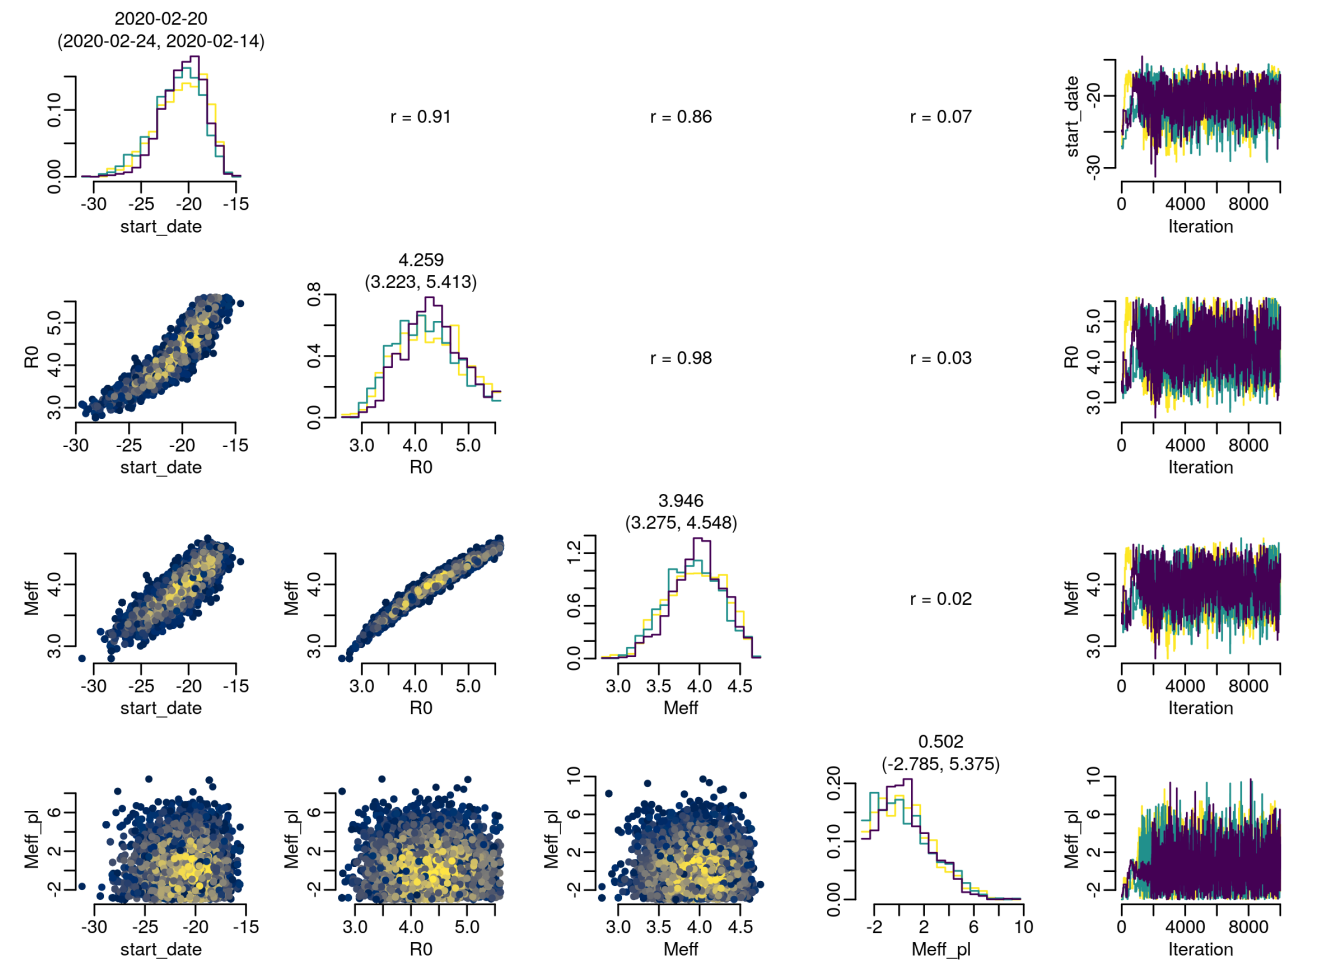 2020-02-20
(2020-02-24, 2020-02-14)
0.00 0.10
-30 -25 -20 -15
start_date
r = 0.91
r = 0.86
r = 0.07
start_date
-30 -20
0 4000 8000
Iteration
R0
3.0 4.0 5.0
-30 -25 -20 -15
start_date
4.259
(3.223, 5.413)
0.0 0.4 0.8
3.0 4.0 5.0
R0
r = 0.98
r = 0.03
R0
3.0 4.0 5.0
0 4000 8000
Iteration
Meff
3.0 4.0
-30 -25 -20 -15
start_date
Meff
3.0 4.0
3.0 4.0 5.0
R0
3.946
(3.275, 4.548)
0.0 0.6 1.2
3.0 3.5 4.0 4.5
Meff
r = 0.02
Meff
3.0 4.0
0 4000 8000
Iteration
Meff_pl
-2 2 6
-30 -25 -20 -15
start_date
Meff_pl
-2 2 6
3.0 4.0 5.0
R0
Meff_pl
-2 2 6 10
3.0 3.5 4.0 4.5
Meff
0.502
(-2.785, 5.375)
0.00 0.10 0.20
-2 2 6 10
Meff_pl
Meff_pl
-2 2 6 10
0 4000 8000
Iteration